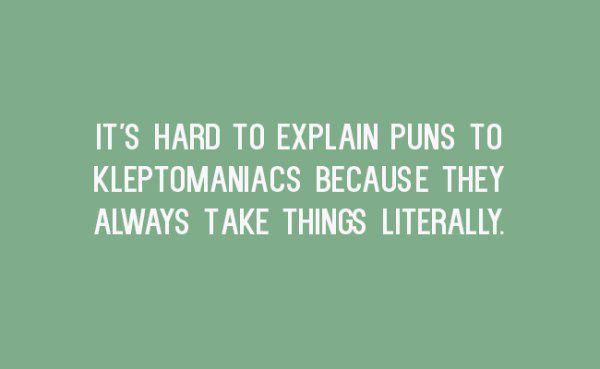 IT'S HARD TO EXPLAIN PUNS TO
KLEPTOMANIACS BECAUSE THEY
ALWAYS TAKE THINGS LITERALLY.